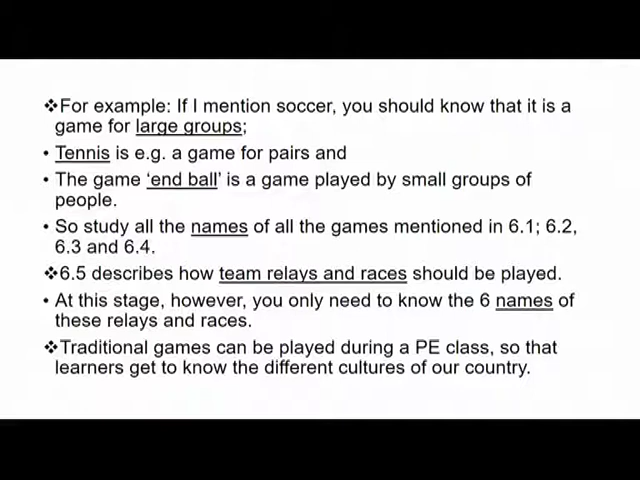 ❖For example: If I mention soccer, you should know that it is a
game for large groups;
• Tennis is e.g. a game for pairs and
• The game ‘end ball’ is a game played by small groups of
people.
• So study all the names of all the games mentioned in 6.1; 6.2,
6.3 and 6.4.
❖6.5 describes how team relays and races should be played.
• At this stage, however, you only need to know the 6 names of
these relays and races.
❖Traditional games can be played during a PE class, so that
learners get to know the different cultures of our country.